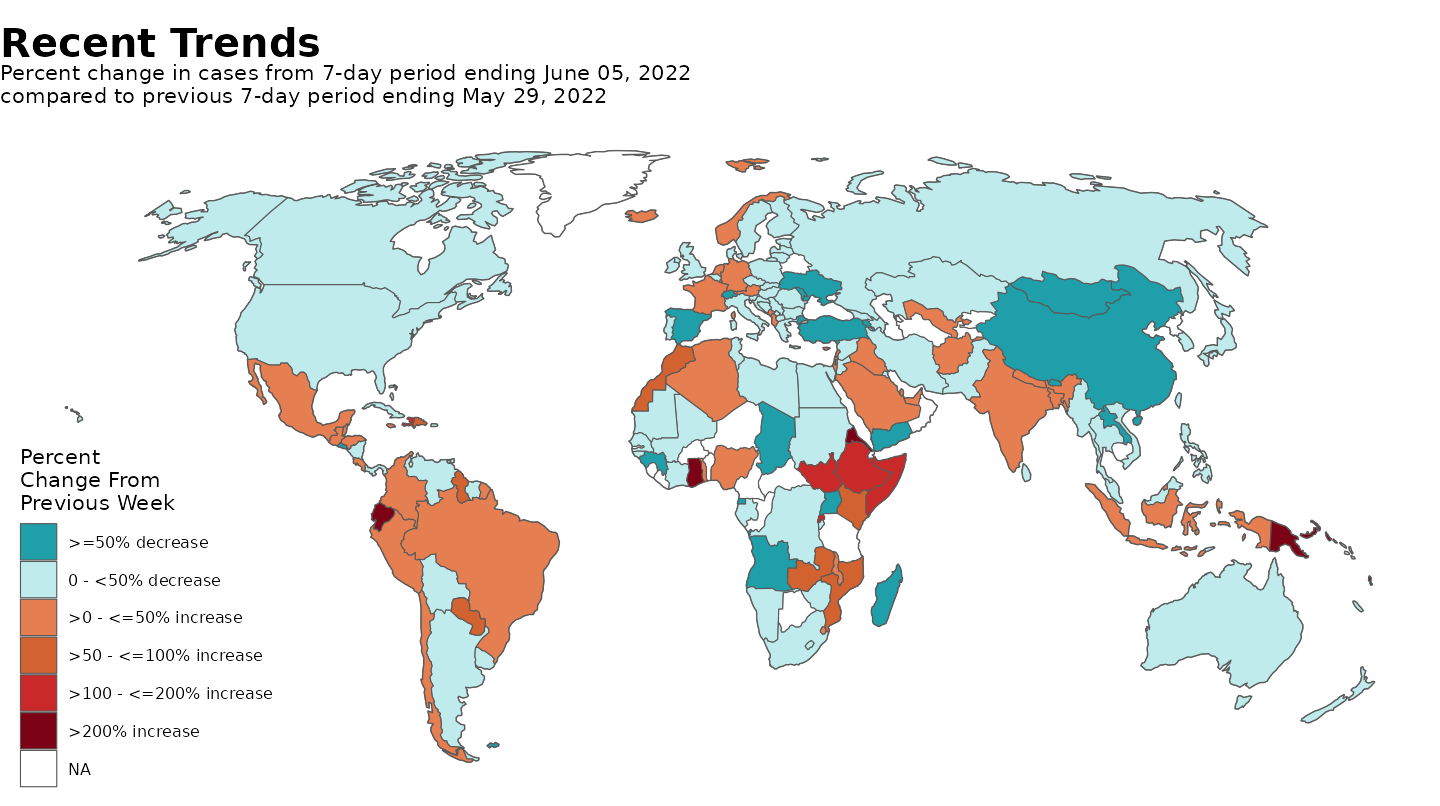 Recent Trends
Percent change in cases from 7-day period ending June 05, 2022
compared to previous 7-day period ending May 29, 2022
Percent
Change From
Previous Week
>=50% decrease
0 - <50% decrease
>0 - <=50% increase
>50 - <=100% increase
>100 - <=200% increase
>200% increase
NA